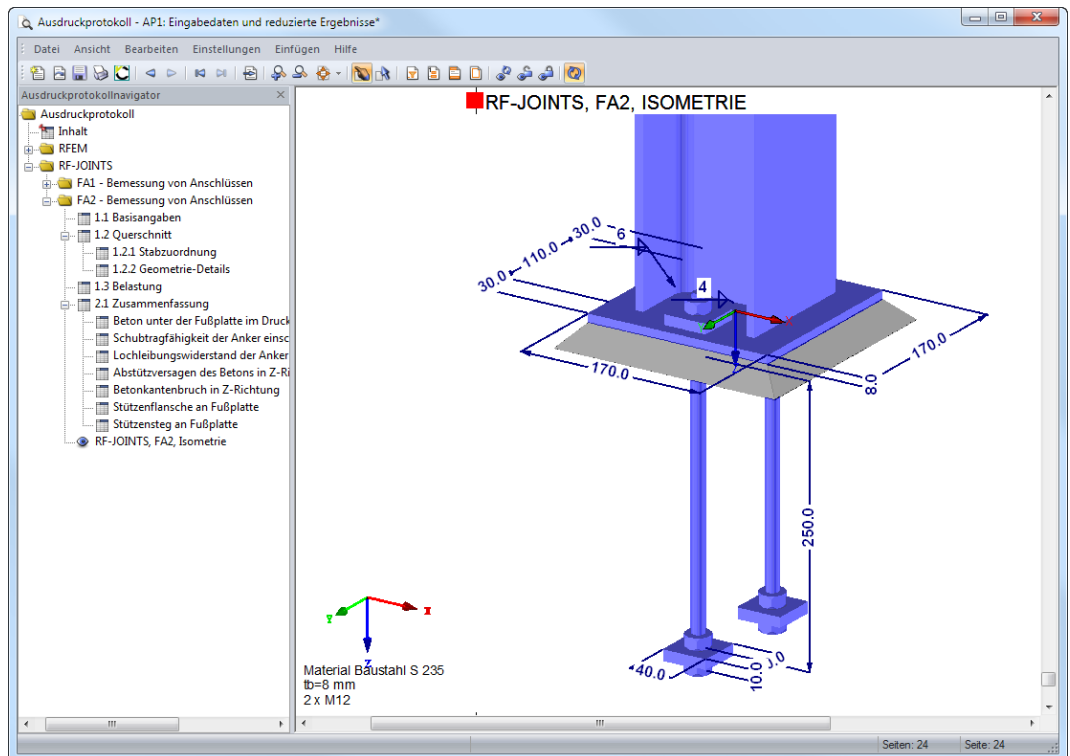 Ausdruckprotokoll - AP1: Eingabedaten und reduzierte Ergebnisse*
Datei Ansicht Bearbeiten Einstellungen Einfügen Hilfe
Ausdruckprotokollnavigator
Ausdruckprotokoll
Inhalt
RFEM
RF-JOINTS
FA1 - Bemessung von Anschlüssen
FA2 - Bemessung von Anschlüssen
1.1 Basisangaben
1.2 Querschnitt
1.2.1 Stabzuordnung
1.2.2 Geometrie-Details
1.3 Belastung
2.1 Zusammenfassung
Beton unter der Fußplatte im Druck
Schubtragfähigkeit der Anker einsc
Lochleibungswiderstand der Anker
Abstützversagen des Betons in Z-Ri
Betonkantenbruch in Z-Richtung
Stützenflansche an Fußplatte
Stützensteg an Fußplatte
RF-JOINTS, FA2, Isometrie
RF-JOINTS, FA2, ISOMETRIE
30.0
110.0
30.0
6
4
X
170.0
170.0
8.0
250.0
40.0
10.0
X
Y
Z
Material Baustahl S 235
tb=8 mm
2 x M12
Seiten: 24 Seite: 24